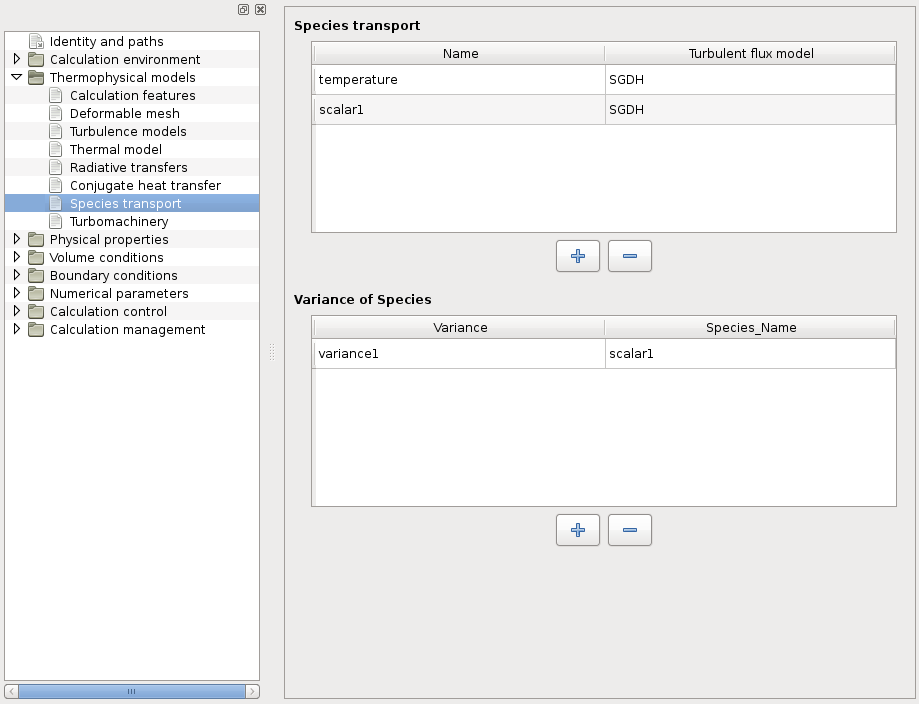 Identity and paths
Calculation environment
Thermophysical models
Calculation features
Deformable mesh
Turbulence models
Thermal model
Radiative transfers
Conjugate heat transfer
Species transport
Turbomachinery
Physical properties
Volume conditions
Boundary conditions
Numerical parameters
Calculation control
Calculation management
Species transport
Name Turbulent flux model
temperature SGDH
scalar1 SGDH
Variance of Species
Variance Species_Name
variance1 scalar1